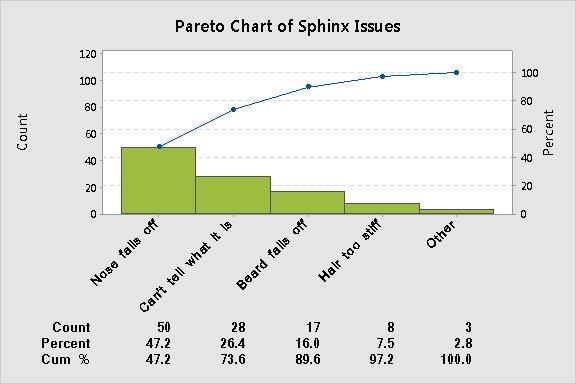 Pareto Chart of Sphinx Issues
120
100
80
60
40
20
0
Count
100
80
60
40
20
0
Percent
Nose falls off
Can't tell what it is
Beard falls off
Hair too stiff
Other
Count 50 28 17 8 3
Percent 47.2 26.4 16.0 7.5 2.8
Cum % 47.2 73.6 89.6 97.2 100.0